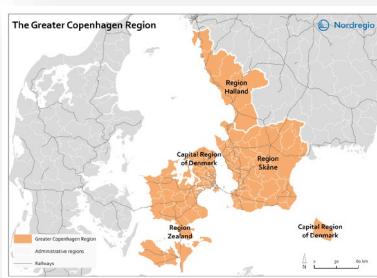 The Greater Copenhagen Region
Nordregio
Region
Halland
Capital Region
of Denmark
Region
Skåne
Region
Zealand
Capital Region
of Denmark
Greater Copenhagen Region
Administrative regions
Railways
N